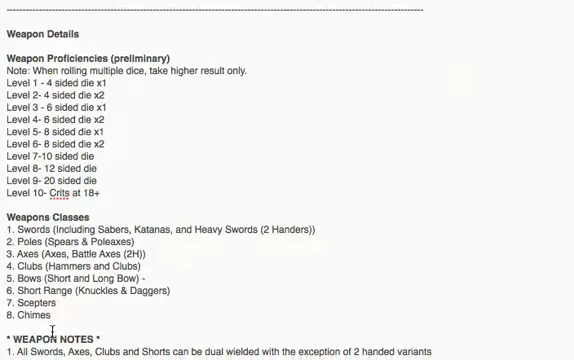 Weapon Details
Weapon Proficiencies (preliminary)
Note: When rolling multiple dice, take higher result only.
Level 1 - 4 sided die x1
Level 2- 4 sided die x2
Level 3 - 6 sided die x1
Level 4- 6 sided die x2
Level 5- 8 sided die x1
Level 6- 8 sided die x2
Level 7-10 sided die
Level 8- 12 sided die
Level 9- 20 sided die
Level 10- Crits at 18+
Weapons Classes
1. Swords (Including Sabers, Katanas, and Heavy Swords (2 Handers))
2. Poles (Spears & Poleaxes)
3. Axes (Axes, Battle Axes (2H))
4. Clubs (Hammers and Clubs)
5. Bows (Short and Long Bow) -
6. Short Range (Knuckles & Daggers)
7. Scepters
8. Chimes
* WEAPON NOTES *
1. All Swords, Axes, Clubs and Shorts can be dual wielded with the exception of 2 handed variants